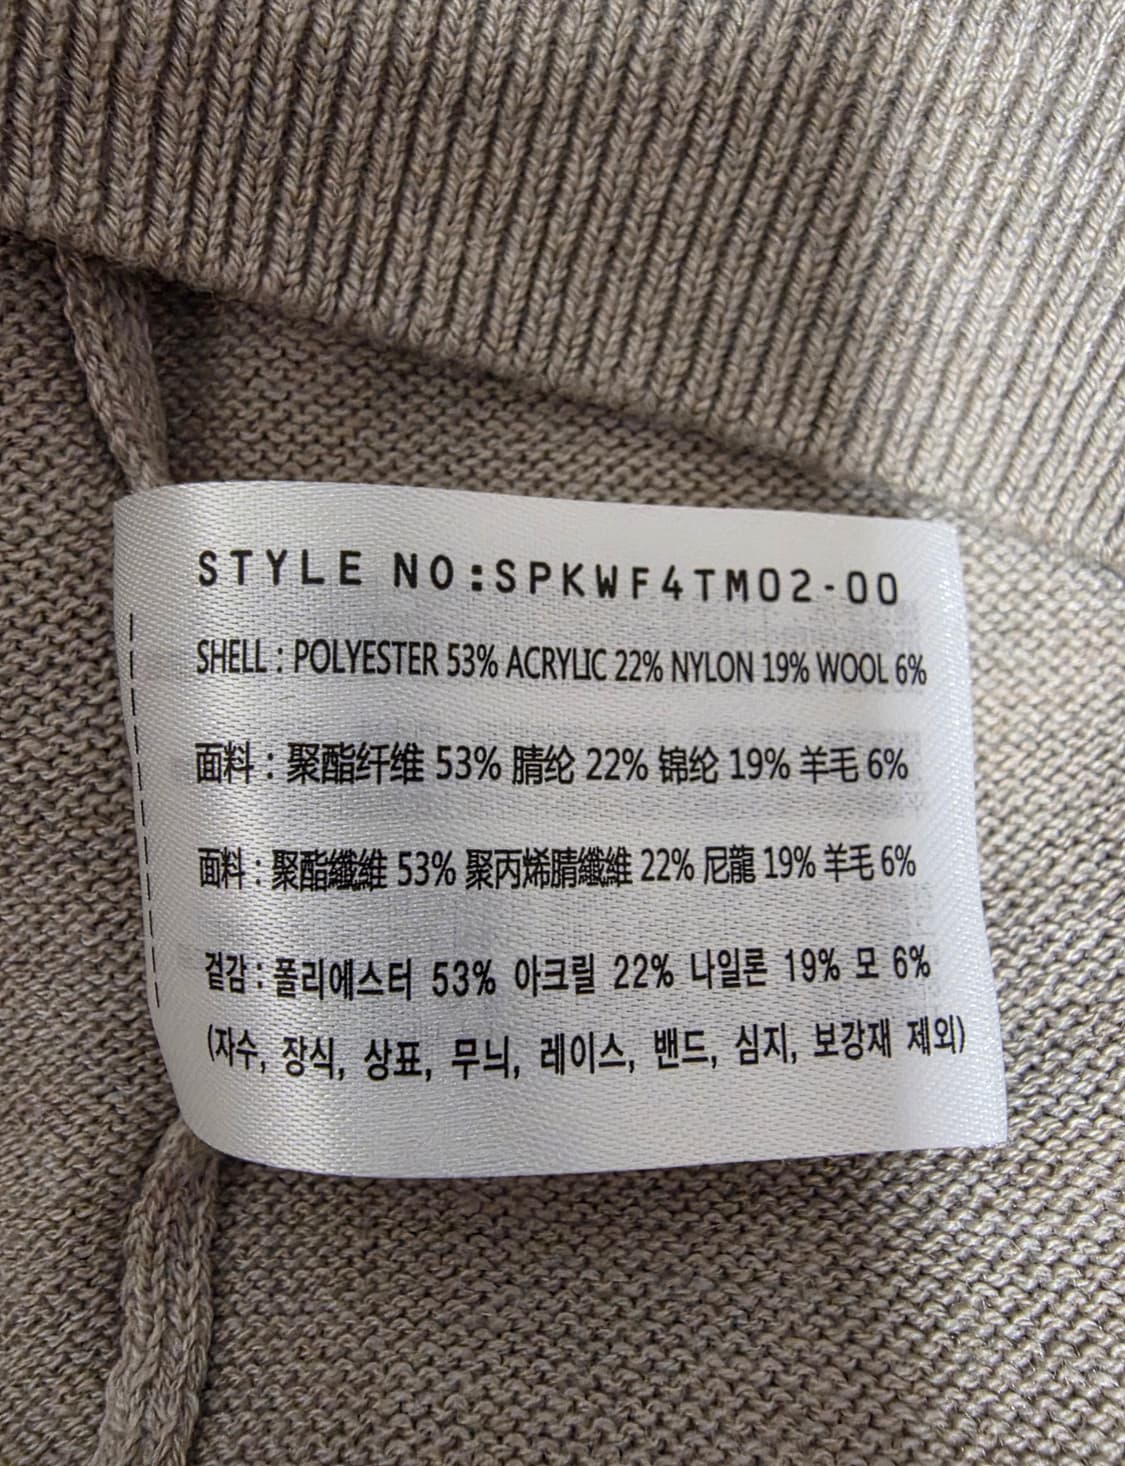 STYLE NO:SPKWF4TM02-00
SHELL : POLYESTER 53% ACRYLIC 22% NYLON 19% WOOL 6%
面料 : 聚酯纤维 53% 腈纶 22% 锦纶 19% 羊毛 6%
面料 : 聚酯纖維 53% 聚丙烯腈纖維 22% 尼龍 19% 羊毛 6%
겉감 : 폴리에스터 53% 아크릴 22% 나일론 19% 모 6%
(자수, 장식, 상표, 무늬, 레이스, 밴드, 심지, 보강재 제외)